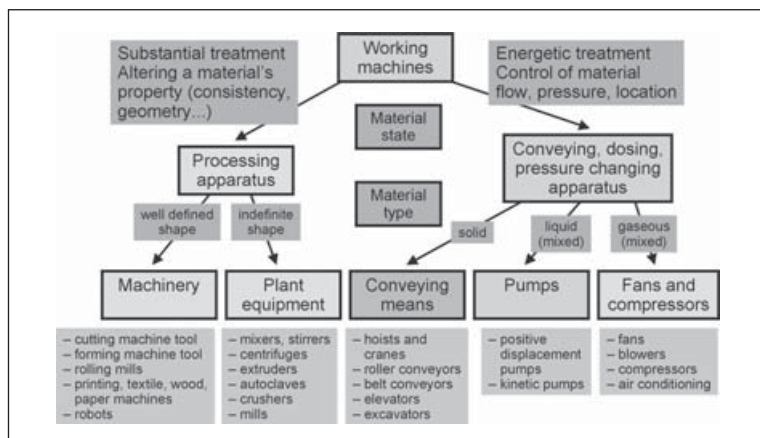 Substantial treatment
Altering a material's
property (consistency,
geometry...)
Working
machines
Energetic treatment
Control of material
flow, pressure, location
Material
state
Processing
apparatus
Conveying, dosing,
pressure changing
apparatus
Material
type
well defined
shape
indefinite
shape
solid
liquid
(mixed)
gaseous
(mixed)
Machinery
Plant
equipment
Conveying
means
Pumps
Fans and
compressors
– cutting machine tool
– forming machine tool
– rolling mills
– printing, textile, wood,
paper machines
– robots
– mixers, stirrers
– centrifuges
– extruders
– autoclaves
– crushers
– mills
– hoists and
cranes
– roller conveyors
– belt conveyors
– elevators
– excavators
– positive
displacement
pumps
– kinetic pumps
– fans
– blowers
– compressors
– air conditioning